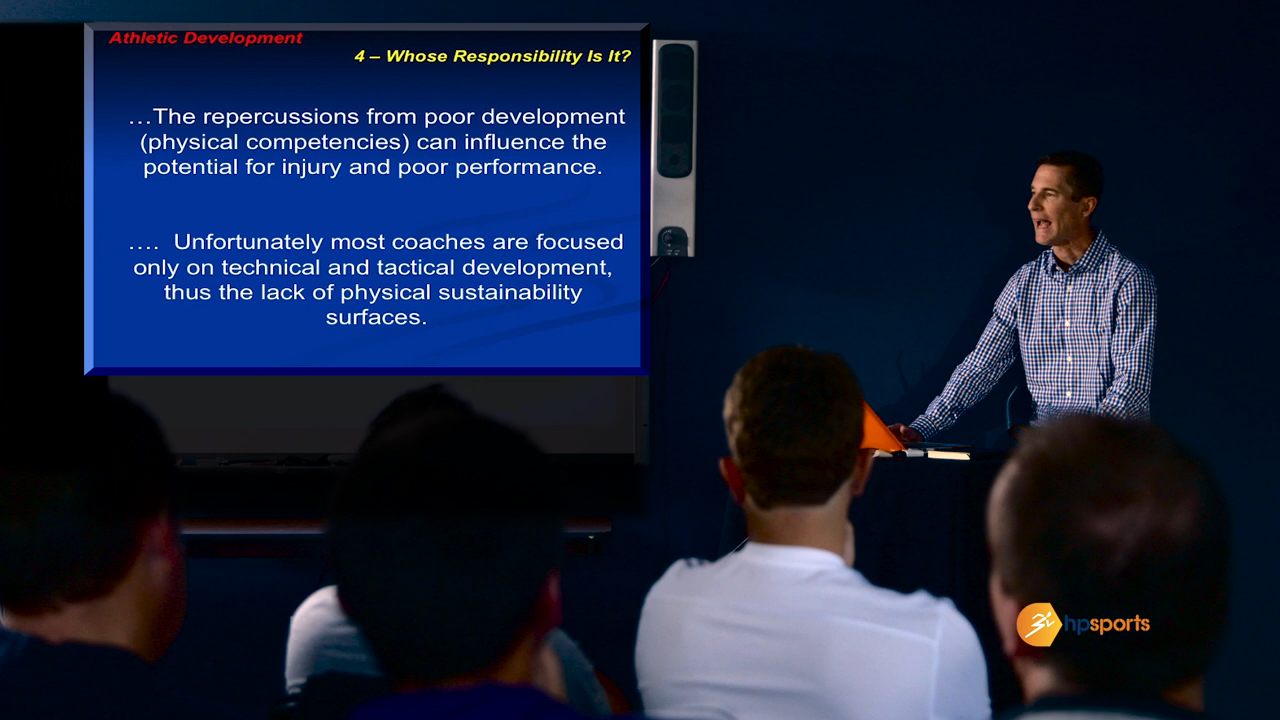 Athletic Development
4 – Whose Responsibility Is It?
…The repercussions from poor development
(physical competencies) can influence the
potential for injury and poor performance.
…. Unfortunately most coaches are focused
only on technical and tactical development,
thus the lack of physical sustainability
surfaces.
hpsports